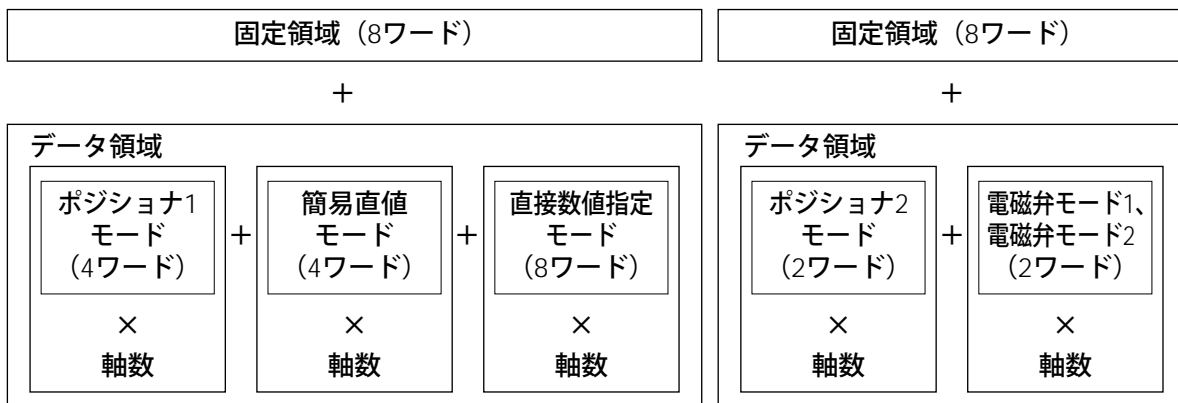 固定領域（8ワード）
＋
データ領域
ポジショナ1
モード
（4ワード）
×
軸数
＋
簡易直値
モード
（4ワード）
×
軸数
＋
直接数値指定
モード
（8ワード）
×
軸数
固定領域（8ワード）
＋
データ領域
ポジショナ2
モード
（2ワード）
×
軸数
＋
電磁弁モード1、
電磁弁モード2
（2ワード）
×
軸数